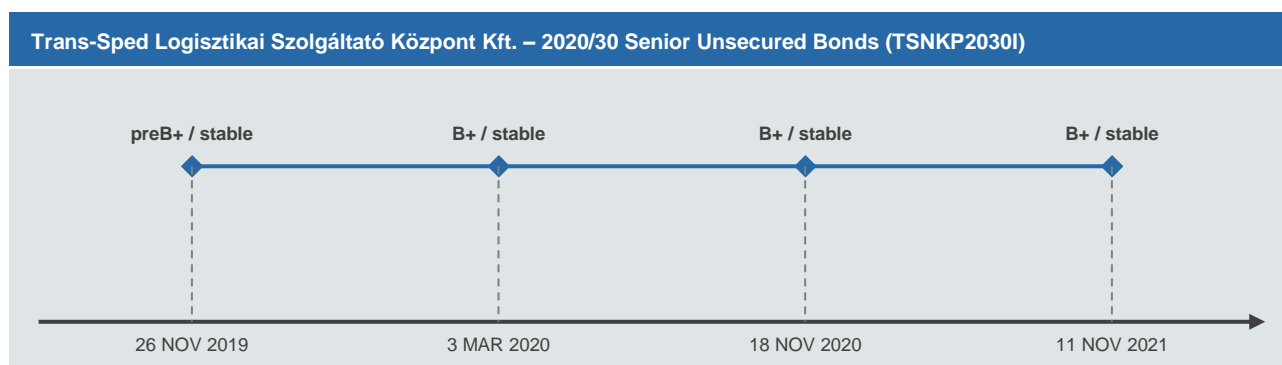 Trans-Sped Logisztikai Szolgáltató Központ Kft. – 2020/30 Senior Unsecured Bonds (TSNKP2030I)
preB+ / stable
B+ / stable
B+ / stable
B+ / stable
26 NOV 2019
3 MAR 2020
18 NOV 2020
11 NOV 2021